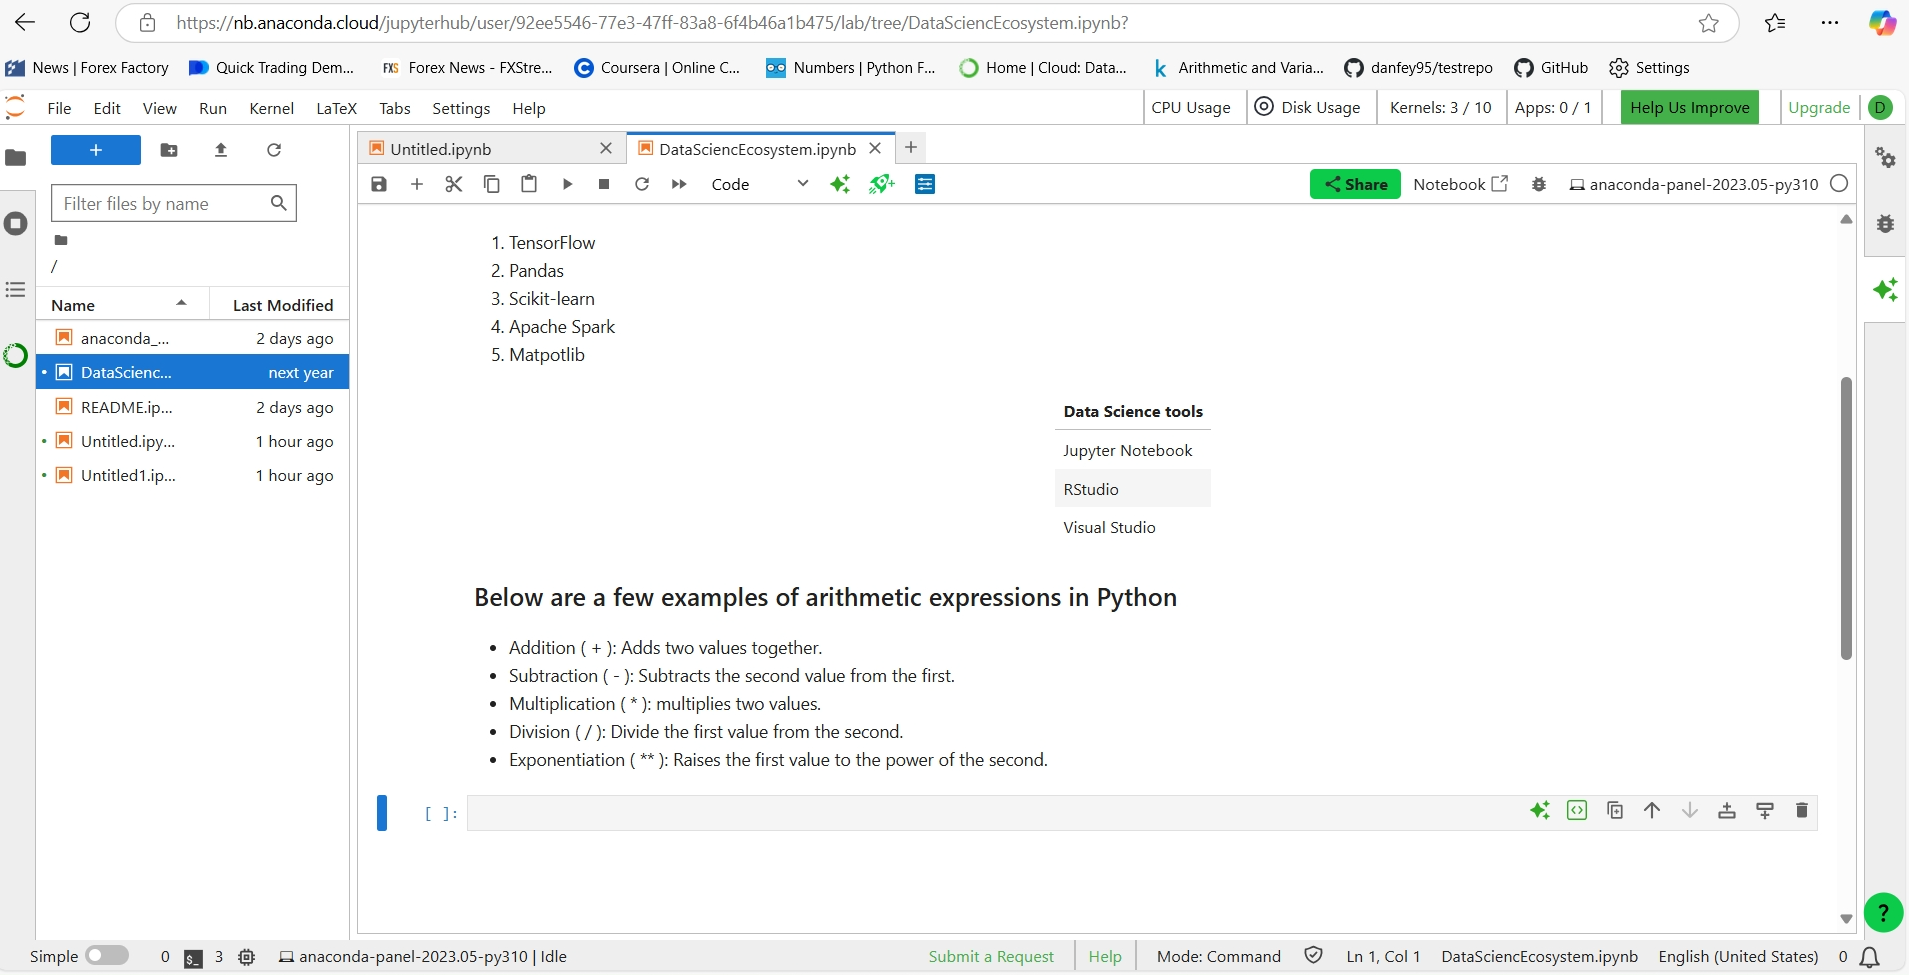 https://nb.anaconda.cloud/jupyterhub/user/92ee5546-77e3-47ff-83a8-6f4b46a1b475/lab/tree/DataSciencEcosystem.ipynb?
News | Forex Factory Quick Trading Dem... FXS Forex News - FXStre... Coursera | Online C... Numbers | Python F... Home | Cloud: Data... k Arithmetic and Varia... danfey95/testrepo GitHub Settings
File Edit View Run Kernel LaTeX Tabs Settings Help CPU Usage Disk Usage Kernels: 3 / 10 Apps: 0 / 1 Help Us Improve Upgrade D
Untitled.ipynb DataSciencEcosystem.ipynb
Code Share Notebook anaconda-panel-2023.05-py310
Filter files by name
/
Name Last Modified
anaconda_... 2 days ago
DataScienc... next year
README.ip... 2 days ago
Untitled.ipy... 1 hour ago
Untitled1.ip... 1 hour ago
1. TensorFlow
2. Pandas
3. Scikit-learn
4. Apache Spark
5. Matpotlib
Data Science tools
Jupyter Notebook
RStudio
Visual Studio
Below are a few examples of arithmetic expressions in Python
• Addition ( + ): Adds two values together.
• Subtraction ( - ): Subtracts the second value from the first.
• Multiplication ( * ): multiplies two values.
• Division ( / ): Divide the first value from the second.
• Exponentiation ( ** ): Raises the first value to the power of the second.
[ ]:
?
Simple 0 $_ 3 anaconda-panel-2023.05-py310 | Idle Submit a Request Help Mode: Command Ln 1, Col 1 DataSciencEcosystem.ipynb English (United States) 0